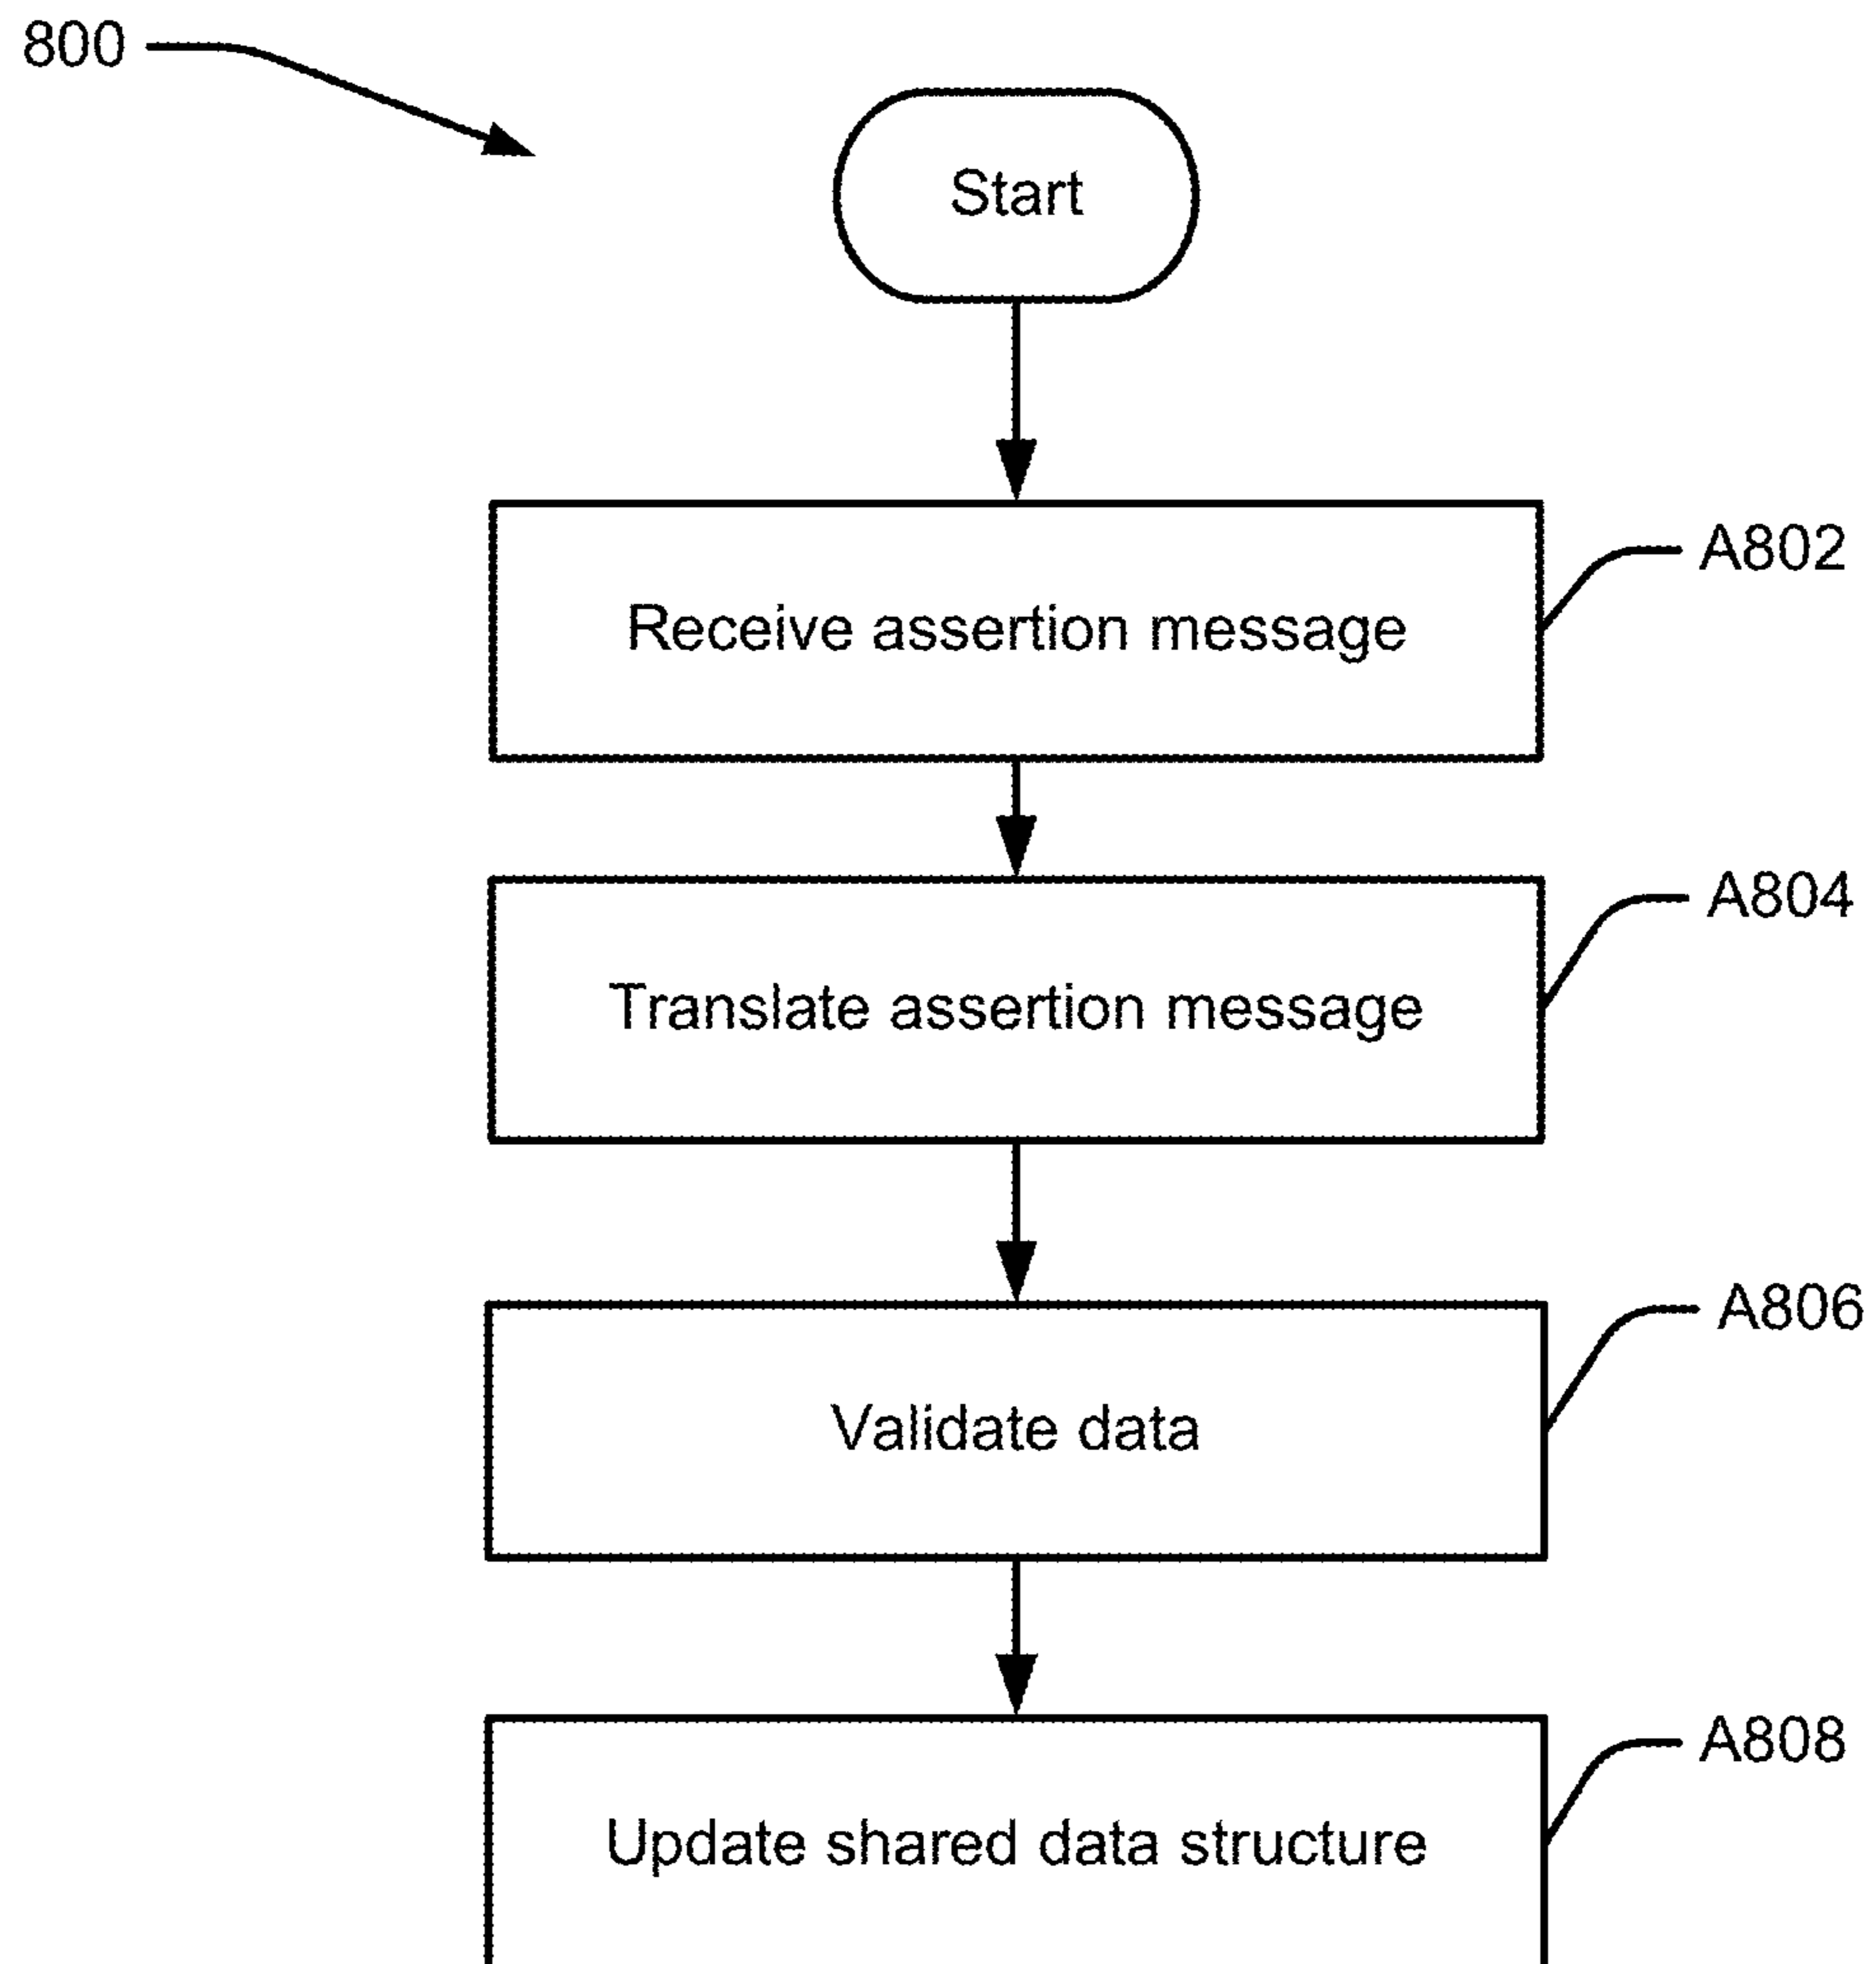 800
Start
A802
Receive assertion message
A804
Translate assertion message
A806
Validate data
A808
Update shared data structure